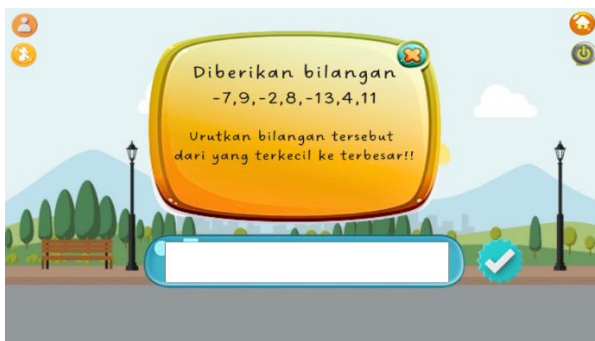 Diberikan bilangan
-7,9,-2,8,-13,4,11
Urutkan bilangan tersebut
dari yang terkecil ke terbesar!!